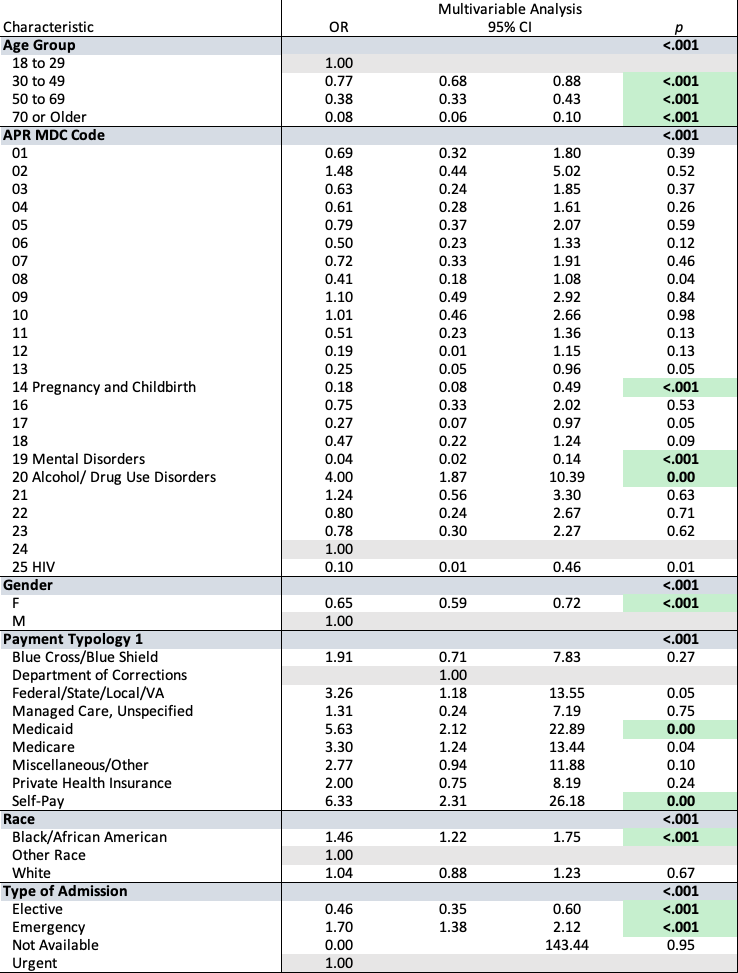 Multivariable Analysis
Characteristic OR 95% CI p
Age Group <.001
18 to 29 1.00
30 to 49 0.77 0.68 0.88 <.001
50 to 69 0.38 0.33 0.43 <.001
70 or Older 0.08 0.06 0.10 <.001
APR MDC Code <.001
01 0.69 0.32 1.80 0.39
02 1.48 0.44 5.02 0.52
03 0.63 0.24 1.85 0.37
04 0.61 0.28 1.61 0.26
05 0.79 0.37 2.07 0.59
06 0.50 0.23 1.33 0.12
07 0.72 0.33 1.91 0.46
08 0.41 0.18 1.08 0.04
09 1.10 0.49 2.92 0.84
10 1.01 0.46 2.66 0.98
11 0.51 0.23 1.36 0.13
12 0.19 0.01 1.15 0.13
13 0.25 0.05 0.96 0.05
14 Pregnancy and Childbirth 0.18 0.08 0.49 <.001
16 0.75 0.33 2.02 0.53
17 0.27 0.07 0.97 0.05
18 0.47 0.22 1.24 0.09
19 Mental Disorders 0.04 0.02 0.14 <.001
20 Alcohol/ Drug Use Disorders 4.00 1.87 10.39 0.00
21 1.24 0.56 3.30 0.63
22 0.80 0.24 2.67 0.71
23 0.78 0.30 2.27 0.62
24 1.00
25 HIV 0.10 0.01 0.46 0.01
Gender <.001
F 0.65 0.59 0.72 <.001
M 1.00
Payment Typology 1 <.001
Blue Cross/Blue Shield 1.91 0.71 7.83 0.27
Department of Corrections 1.00
Federal/State/Local/VA 3.26 1.18 13.55 0.05
Managed Care, Unspecified 1.31 0.24 7.19 0.75
Medicaid 5.63 2.12 22.89 0.00
Medicare 3.30 1.24 13.44 0.04
Miscellaneous/Other 2.77 0.94 11.88 0.10
Private Health Insurance 2.00 0.75 8.19 0.24
Self-Pay 6.33 2.31 26.18 0.00
Race <.001
Black/African American 1.46 1.22 1.75 <.001
Other Race 1.00
White 1.04 0.88 1.23 0.67
Type of Admission <.001
Elective 0.46 0.35 0.60 <.001
Emergency 1.70 1.38 2.12 <.001
Not Available 0.00 143.44 0.95
Urgent 1.00